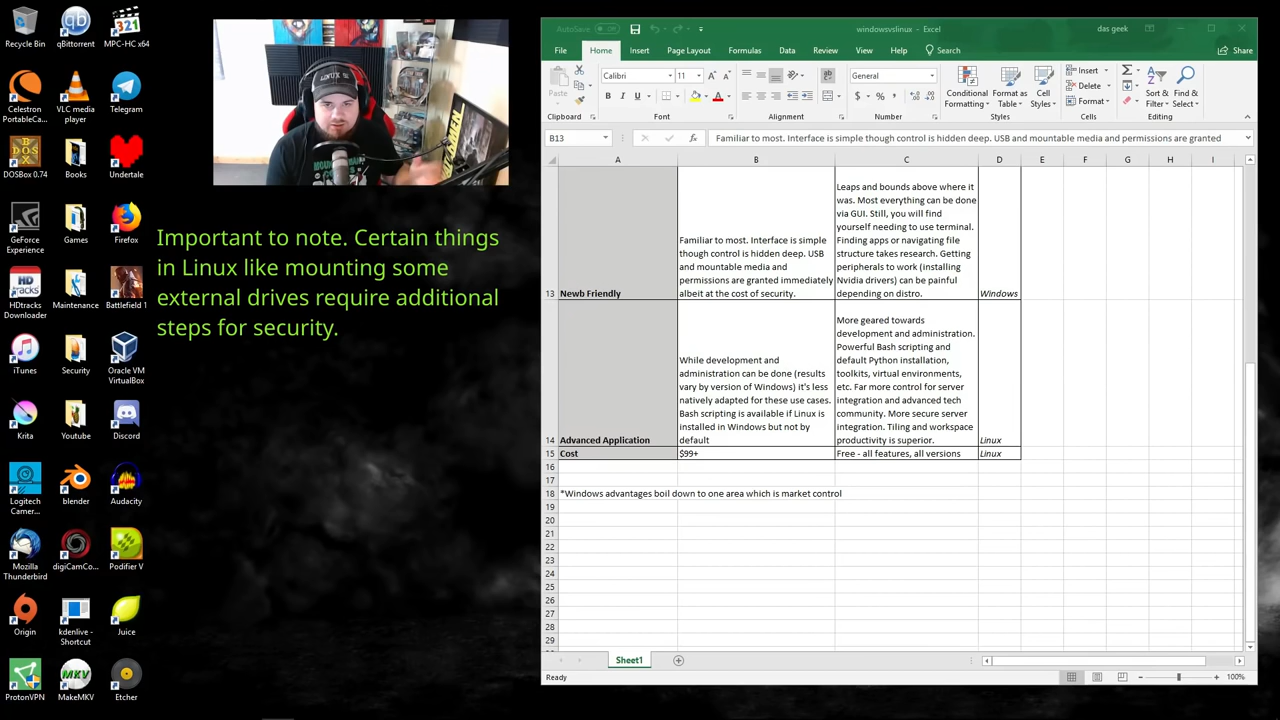 Recycle Bin
qBittorrent
MPC-HC x64
Celestron
PortableCa...
VLC media
player
Telegram
DOSBox 0.74
Books
Undertale
GeForce
Experience
Games
Firefox
HDtracks
Downloader
Maintenance
Battlefield 1
iTunes
Security
Oracle VM
VirtualBox
Krita
Youtube
Discord
Logitech
Camer...
blender
Audacity
Mozilla
Thunderbird
digiCamCo...
Podifier V
Origin
kdenlive -
Shortcut
Juice
ProtonVPN
MakeMKV
Etcher
LINUX
Important to note. Certain things
in Linux like mounting some
external drives require additional
steps for security.
AutoSave Off
windowsvslinux - Excel
das geek
File Home Insert Page Layout Formulas Data Review View Help Search Share
Paste
Clipboard
Calibri 11
B I U
Font
Alignment
General
$ % ,
Number
Conditional
Formatting
Format as
Table
Cell
Styles
Styles
Insert
Delete
Format
Cells
Sort &
Filter
Find &
Select
Editing
B13
fx
Familiar to most. Interface is simple though control is hidden deep. USB and mountable media and permissions are granted
A B C D E F G H I
13 Newb Friendly
Familiar to most. Interface is simple
though control is hidden deep. USB
and mountable media and
permissions are granted immediately
albeit at the cost of security.
Leaps and bounds above where it
was. Most everything can be done
via GUI. Still, you will find
yourself needing to use terminal.
Finding apps or navigating file
structure takes research. Getting
peripherals to work (installing
Nvidia drivers) can be painful
depending on distro.
Windows
14 Advanced Application
While development and
administration can be done (results
vary by version of Windows) it's less
natively adapted for these use cases.
Bash scripting is available if Linux is
installed in Windows but not by
default
More geared towards
development and administration.
Powerful Bash scripting and
default Python installation,
toolkits, virtual environments,
etc. Far more control for server
integration and advanced tech
community. More secure server
integration. Tiling and workspace
productivity is superior.
Linux
15 Cost $99+ Free - all features, all versions Linux
16
17
18 *Windows advantages boil down to one area which is market control
19
20
21
22
23
24
25
26
27
28
29
Sheet1
Ready
100%